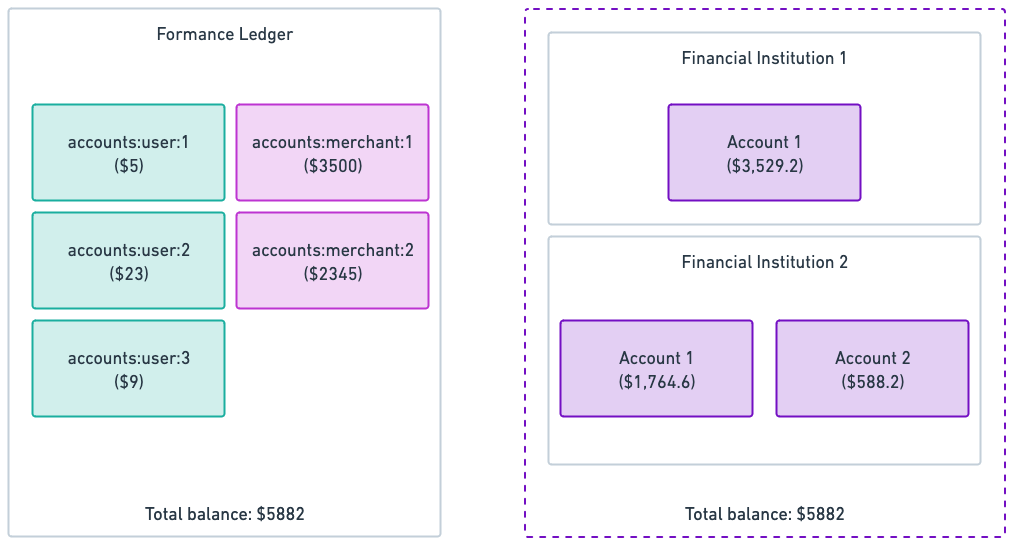 Formance Ledger
accounts:user:1
($5)
accounts:merchant:1
($3500)
accounts:user:2
($23)
accounts:merchant:2
($2345)
accounts:user:3
($9)
Total balance: $5882
Financial Institution 1
Account 1
($3,529.2)
Financial Institution 2
Account 1
($1,764.6)
Account 2
($588.2)
Total balance: $5882